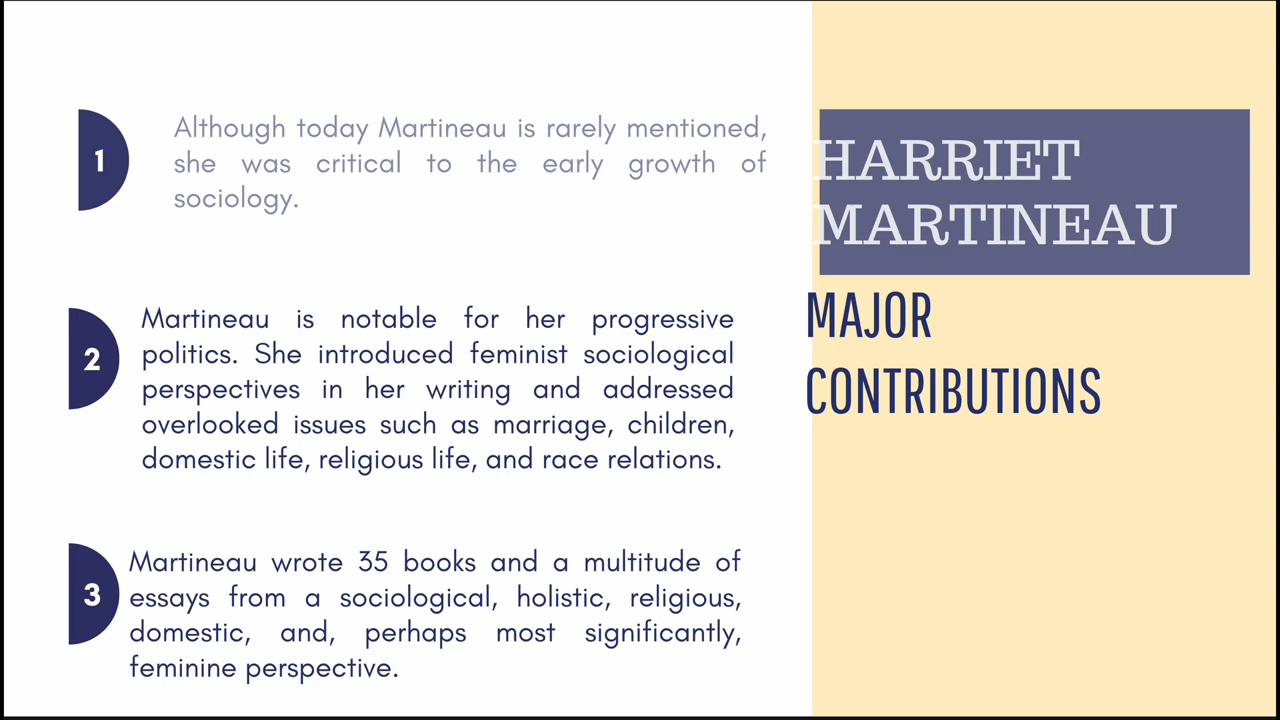 1
Although today Martineau is rarely mentioned,
she was critical to the early growth of
sociology.
2
Martineau is notable for her progressive
politics. She introduced feminist sociological
perspectives in her writing and addressed
overlooked issues such as marriage, children,
domestic life, religious life, and race relations.
3
Martineau wrote 35 books and a multitude of
essays from a sociological, holistic, religious,
domestic, and, perhaps most significantly,
feminine perspective.
HARRIET
MARTINEAU
MAJOR
CONTRIBUTIONS